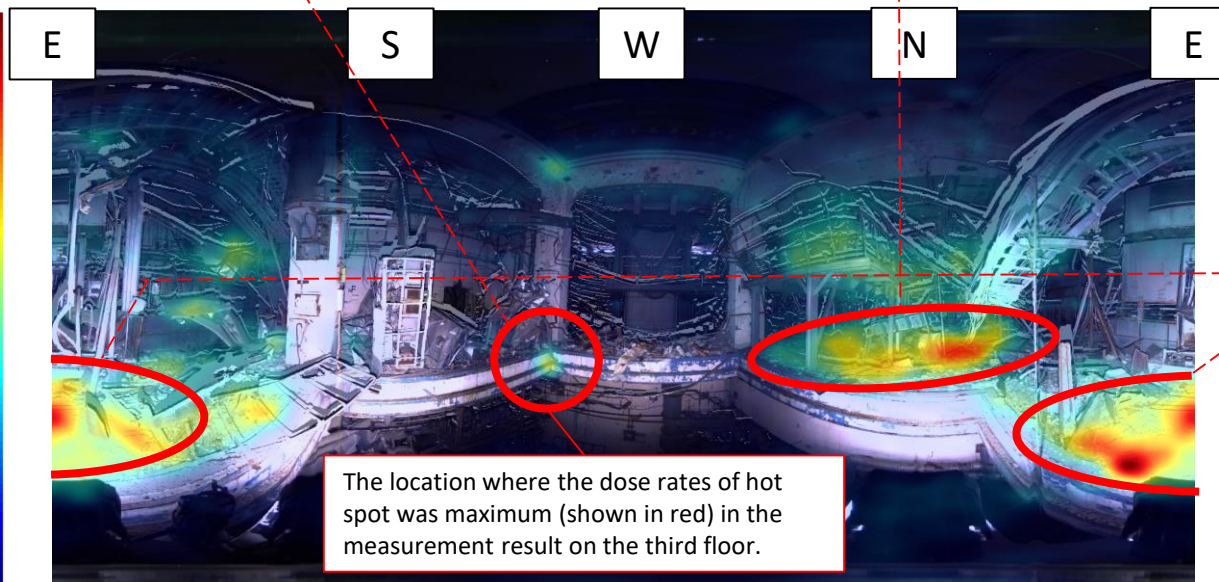 E S W N E
The location where the dose rates of hot
spot was maximum (shown in red) in the
measurement result on the third floor.